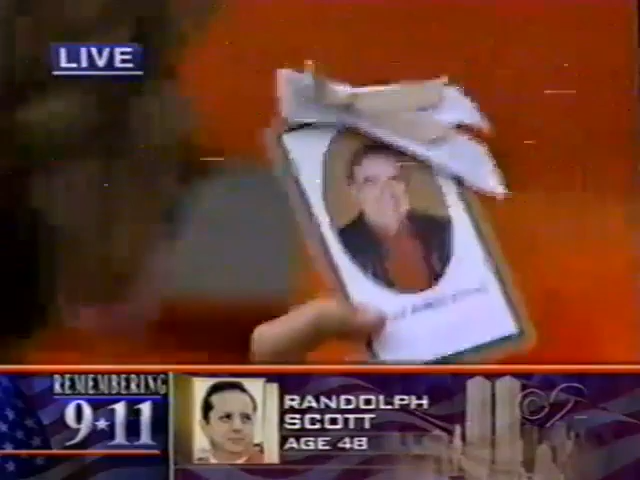 LIVE
REMEMBERING
9★11
RANDOLPH
SCOTT
AGE 48